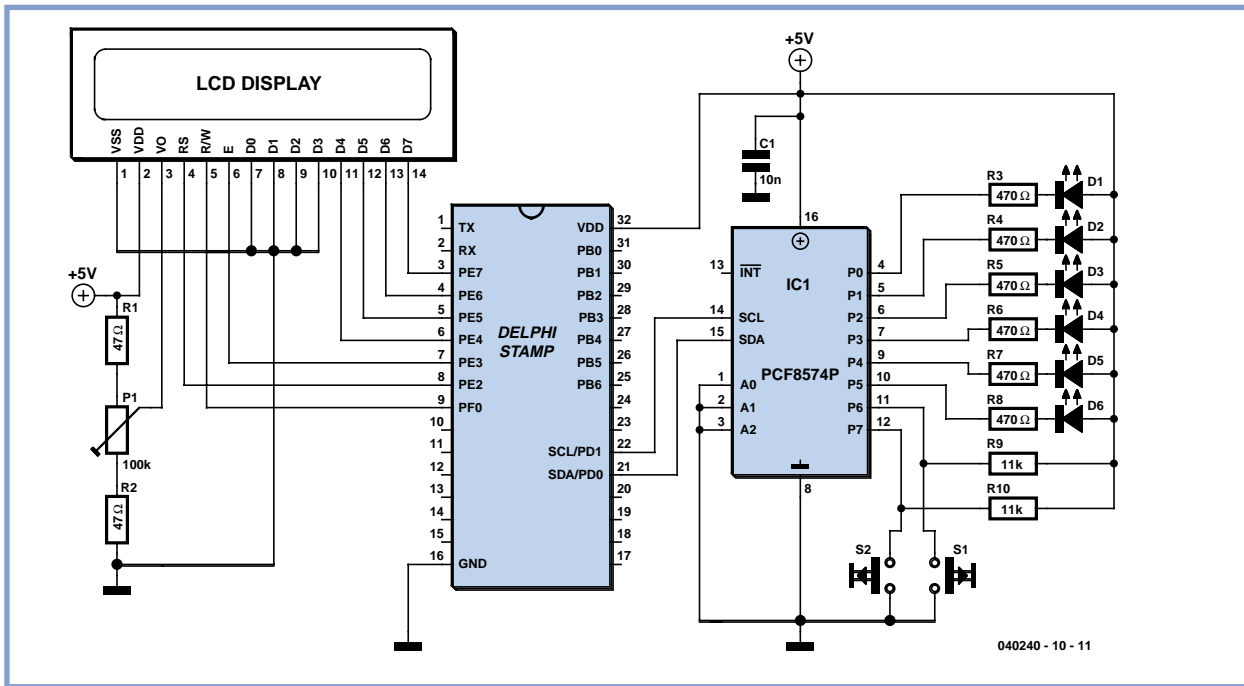 LCD DISPLAY
VSS VDD VO RS R/W E D0 D1 D2 D3 D4 D5 D6 D7
1 2 3 4 5 6 7 8 9 10 11 12 13 14
+5V
R1
47Ω
P1
100k
R2
47Ω
DELPHI
STAMP
1 TX
2 RX
3 PE7
4 PE6
5 PE5
6 PE4
7 PE3
8 PE2
9 PF0
10
11
12
13
14
15
16 GND
VDD 32
PB0 31
PB1 30
PB2 29
PB3 28
PB4 27
PB5 26
PB6 25
24
23
SCL/PD1 22
SDA/PD0 21
20
19
18
17
+5V
C1
10n
16
IC1
PCF8574P
13 INT
14 SCL
15 SDA
1 A0
2 A1
3 A2
P0 4
P1 5
P2 6
P3 7
P4 9
P5 10
P6 11
P7 12
8
R3
470Ω
D1
R4
470Ω
D2
R5
470Ω
D3
R6
470Ω
D4
R7
470Ω
D5
R8
470Ω
D6
R9
11k
R10
11k
S2
S1
040240 - 10 - 11